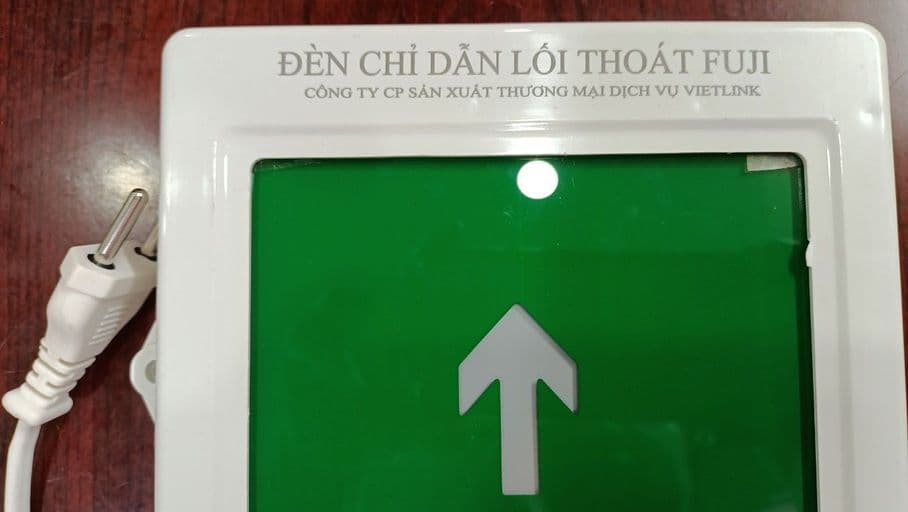 ĐÈN CHỈ DẪN LỐI THOÁT FUJI
CÔNG TY CP SẢN XUẤT THƯƠNG MẠI DỊCH VỤ VIETLINK